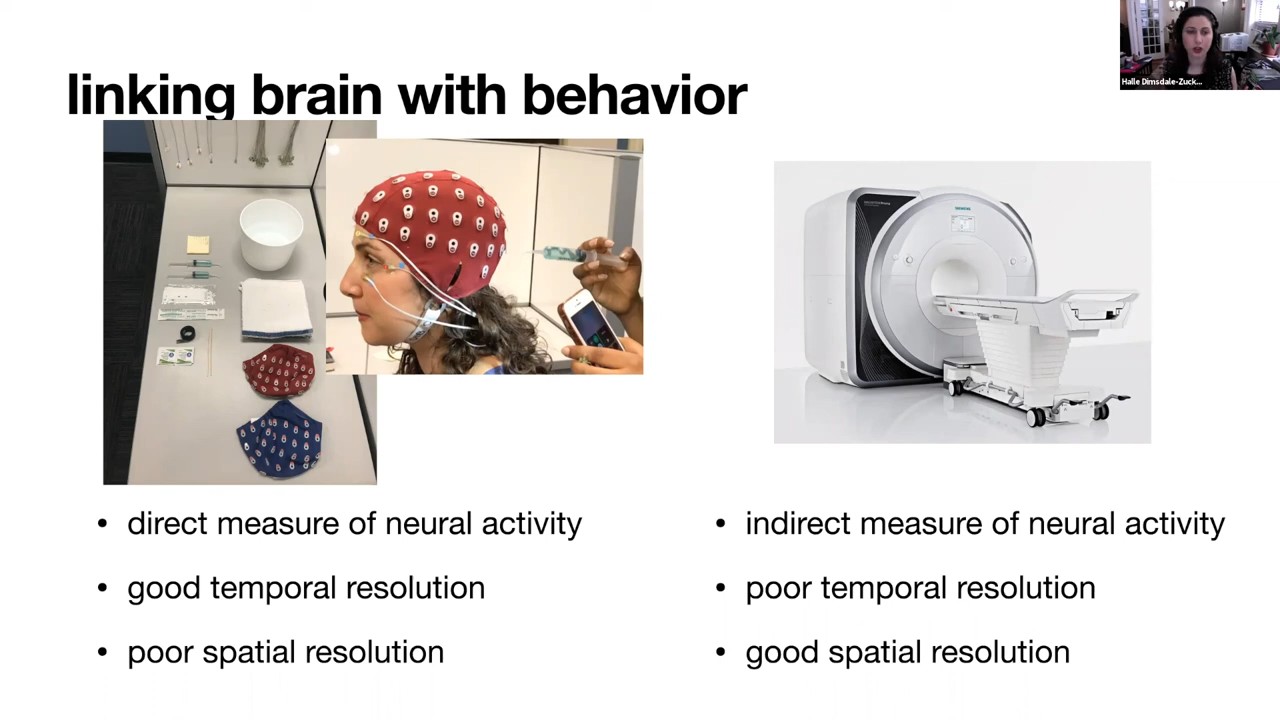 linking brain with behavior
Halle Dimsdale-Zuck...
SIEMENS
• direct measure of neural activity
• good temporal resolution
• poor spatial resolution
• indirect measure of neural activity
• poor temporal resolution
• good spatial resolution